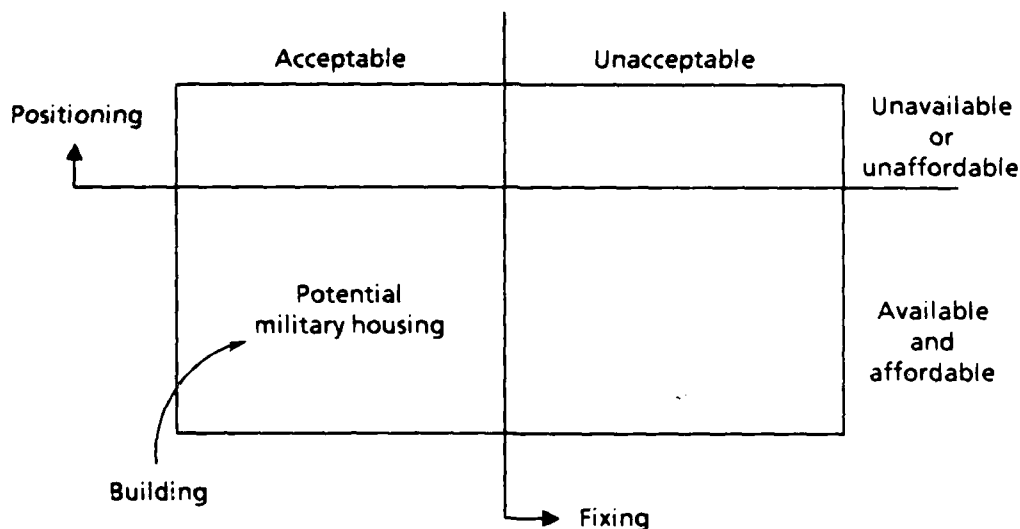 Acceptable
Unacceptable
Positioning
Unavailable
or
unaffordable
Potential
military housing
Available
and
affordable
Building
Fixing